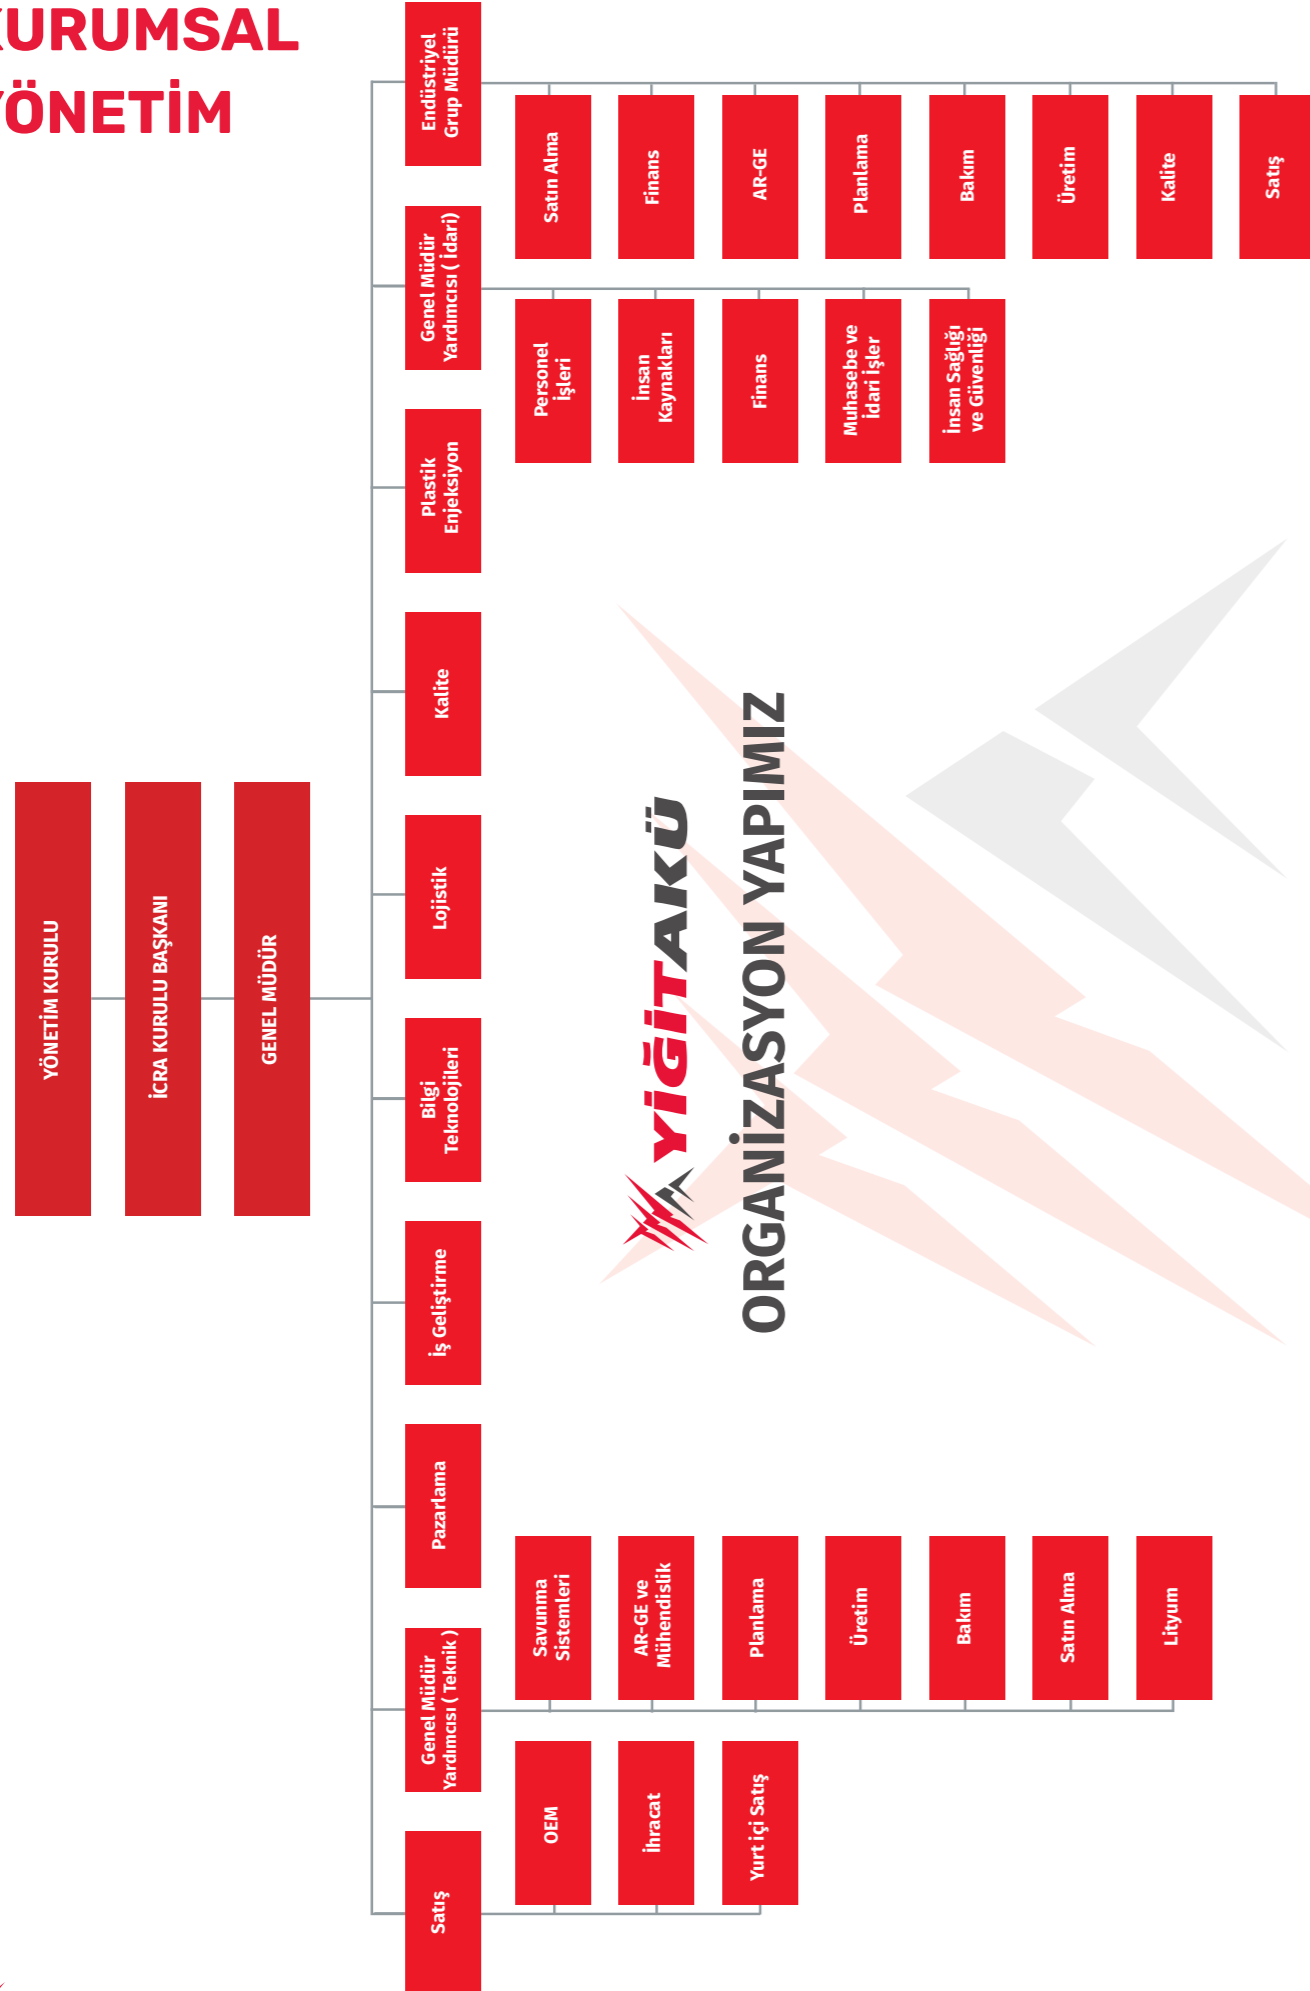 KURUMSAL
YÖNETİM
YÖNETİM KURULU
İCRA KURULU BAŞKANI
GENEL MÜDÜR
Satış
Genel Müdür
Yardımcısı ( Teknik )
Pazarlama
İş Geliştirme
Bilgi
Teknolojileri
Lojistik
Kalite
Plastik
Enjeksiyon
Genel Müdür
Yardımcısı ( İdari)
Endüstriyel
Grup Müdürü
OEM
İhracat
Yurt içi Satış
Savunma
Sistemleri
AR-GE ve
Mühendislik
Planlama
Üretim
Bakım
Satın Alma
Lityum
Personel
İşleri
İnsan
Kaynakları
Finans
Muhasebe ve
İdari İşler
İnsan Sağlığı
ve Güvenliği
Satın Alma
Finans
AR-GE
Planlama
Bakım
Üretim
Kalite
Satış
YİĞİTAKÜ
ORGANİZASYON YAPIMIZ